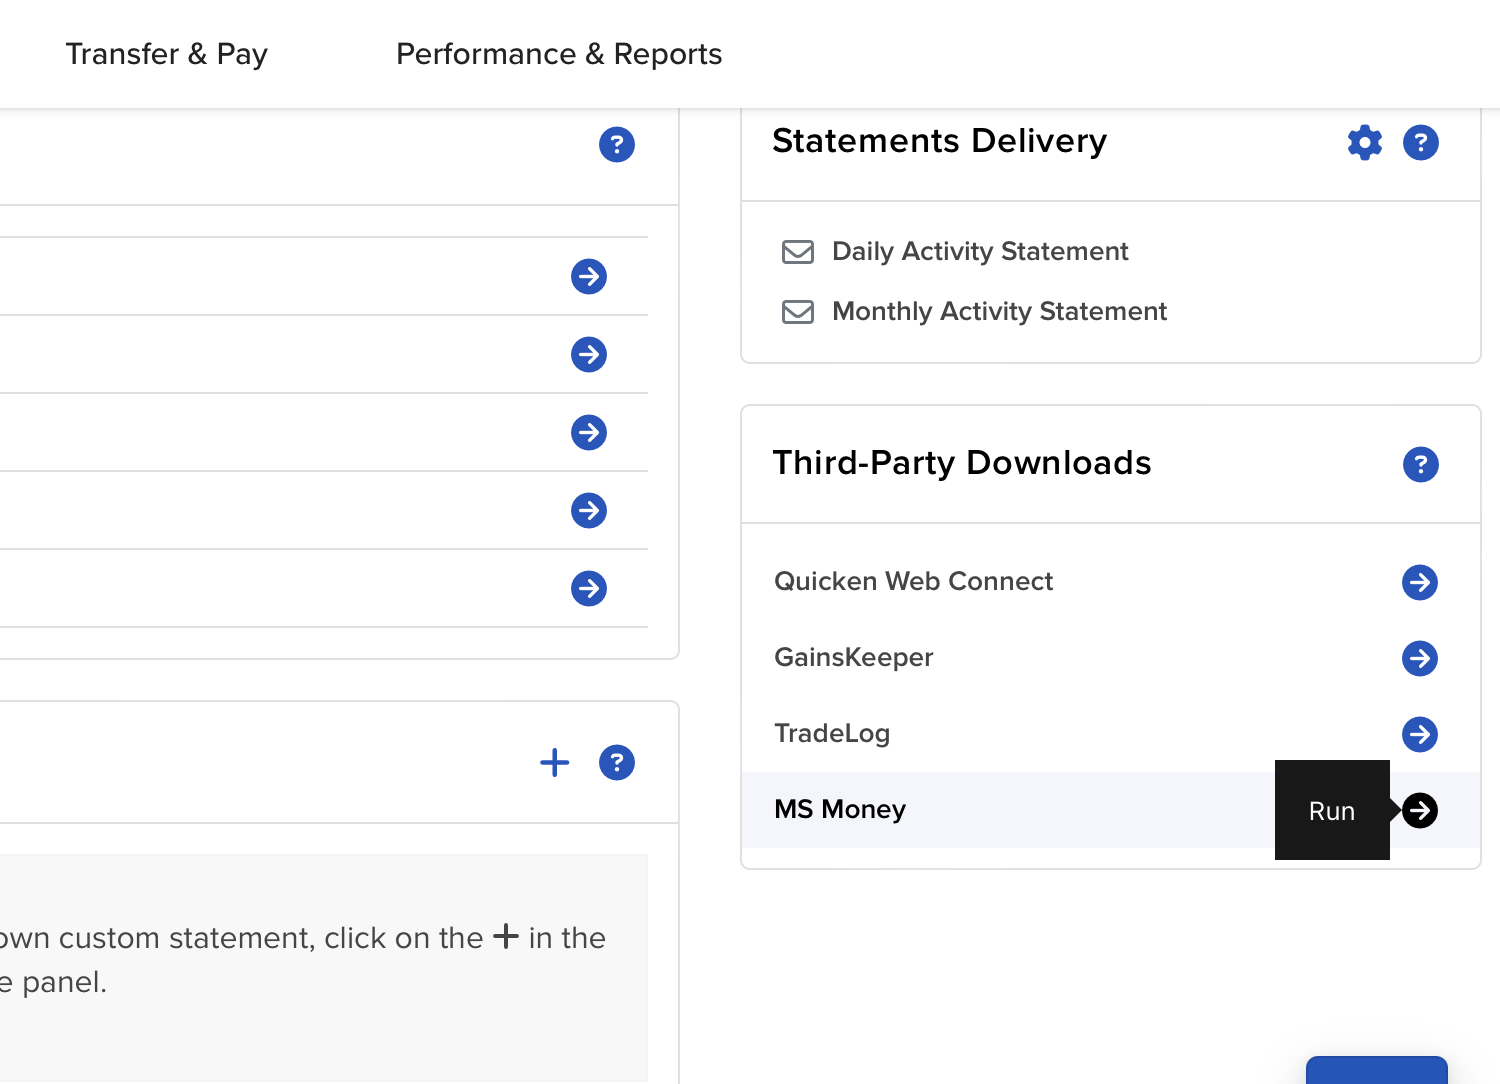 Transfer & Pay
Performance & Reports
Statements Delivery
Daily Activity Statement
Monthly Activity Statement
Third-Party Downloads
Quicken Web Connect
GainsKeeper
TradeLog
MS Money
Run
own custom statement, click on the + in the
e panel.